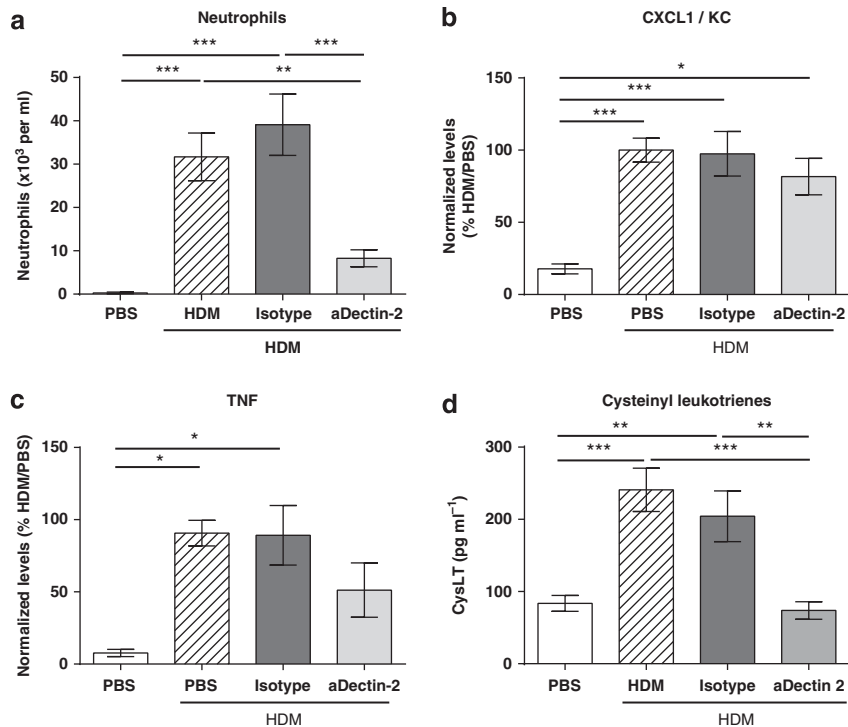 a
Neutrophils
***
***
***
**
Neutrophils (x10³ per ml)
50
40
30
20
10
0
PBS
HDM
Isotype
aDectin-2
HDM
b
CXCL1 / KC
*
***
***
Normalized levels
(% HDM/PBS)
150
100
50
0
PBS
PBS
Isotype
aDectin-2
HDM
c
TNF
*
*
Normalized levels (% HDM/PBS)
150
100
50
0
PBS
PBS
Isotype
aDectin-2
HDM
d
Cysteinyl leukotrienes
**
**
***
***
CysLT (pg ml⁻¹)
300
200
100
0
PBS
HDM
Isotype
aDectin 2
HDM